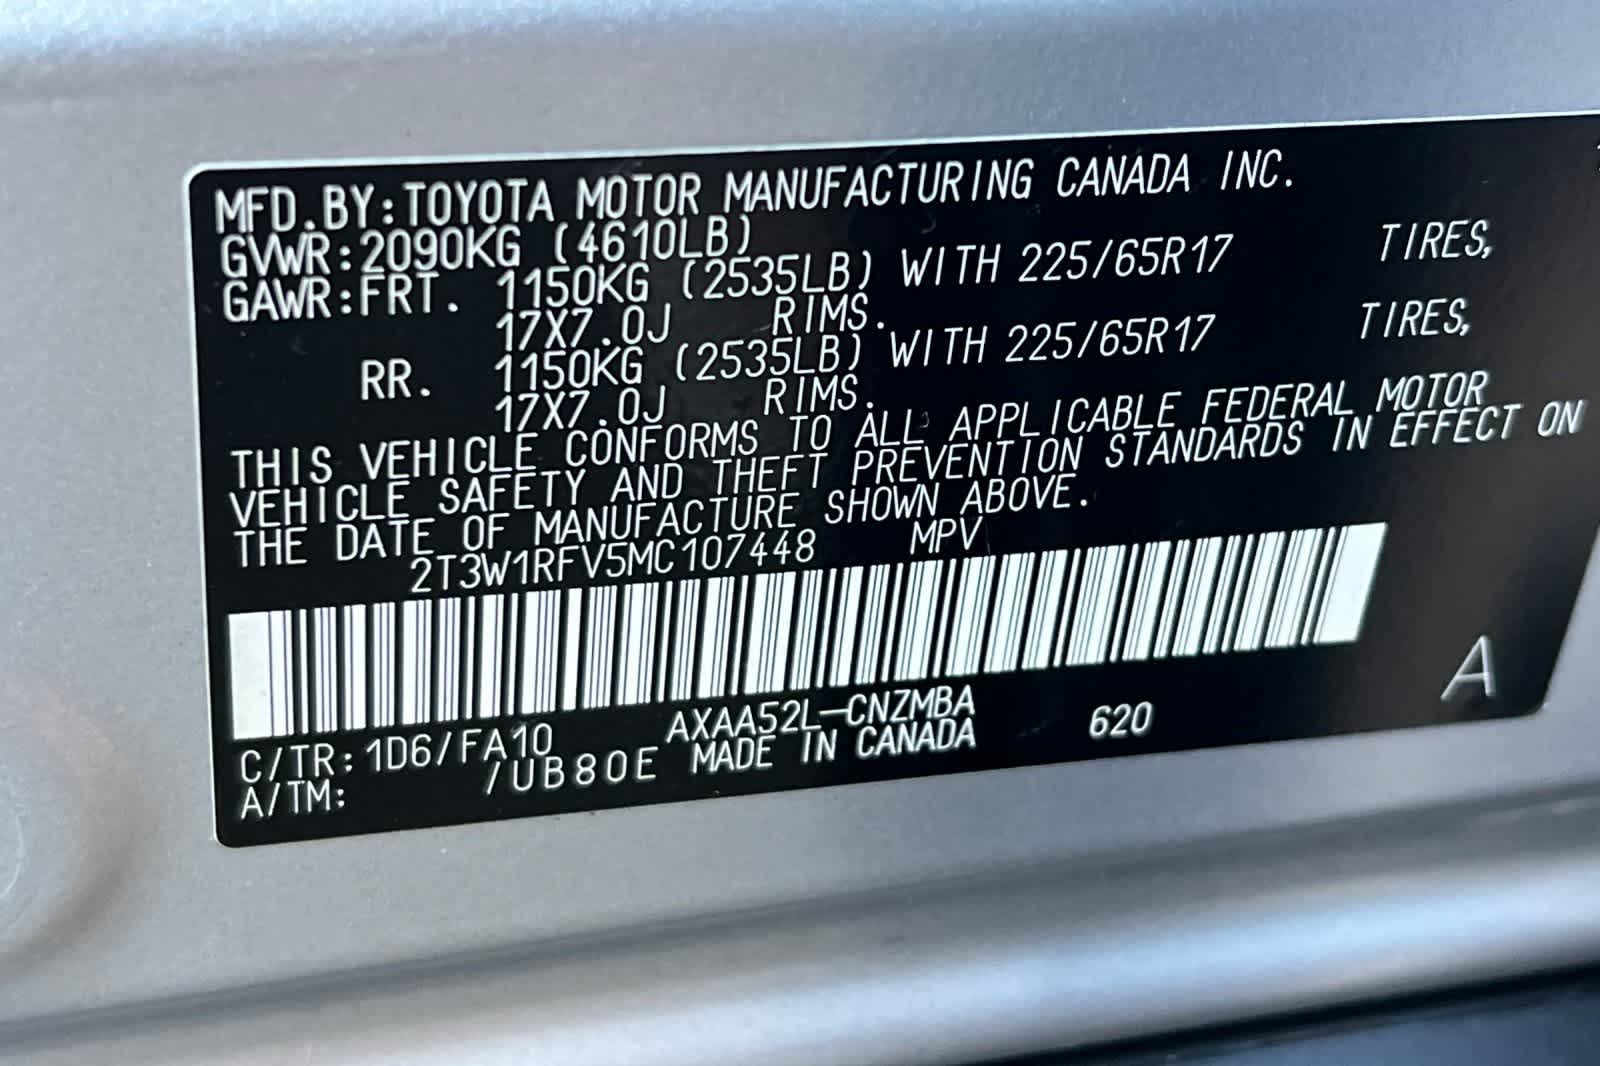 MFD.BY:TOYOTA MOTOR MANUFACTURING CANADA INC.
GVWR:2090KG (4610LB)
GAWR:FRT. 1150KG (2535LB) WITH 225/65R17 TIRES,
17X7.0J RIMS.
RR. 1150KG (2535LB) WITH 225/65R17 TIRES,
17X7.0J RIMS.
THIS VEHICLE CONFORMS TO ALL APPLICABLE FEDERAL MOTOR
VEHICLE SAFETY AND THEFT PREVENTION STANDARDS IN EFFECT ON
THE DATE OF MANUFACTURE SHOWN ABOVE.
2T3W1RFV5MC107448 MPV
C/TR:1D6/FA10 AXAA52L-CNZMBA 620 A
A/TM: /UB80E MADE IN CANADA